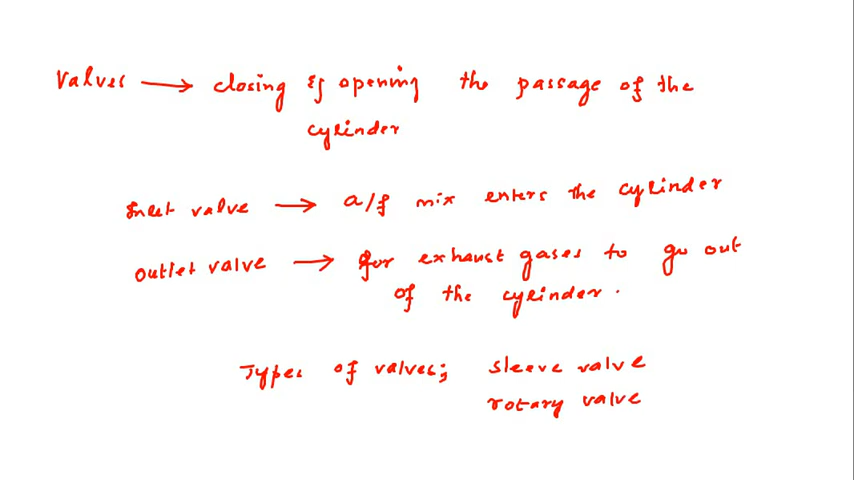 Valves → closing & opening the passage of the
cylinder
Inlet valve → a/f mix enters the cylinder
outlet valve → for exhaust gases to go out
of the cylinder.
Types of valves; sleeve valve
rotary valve